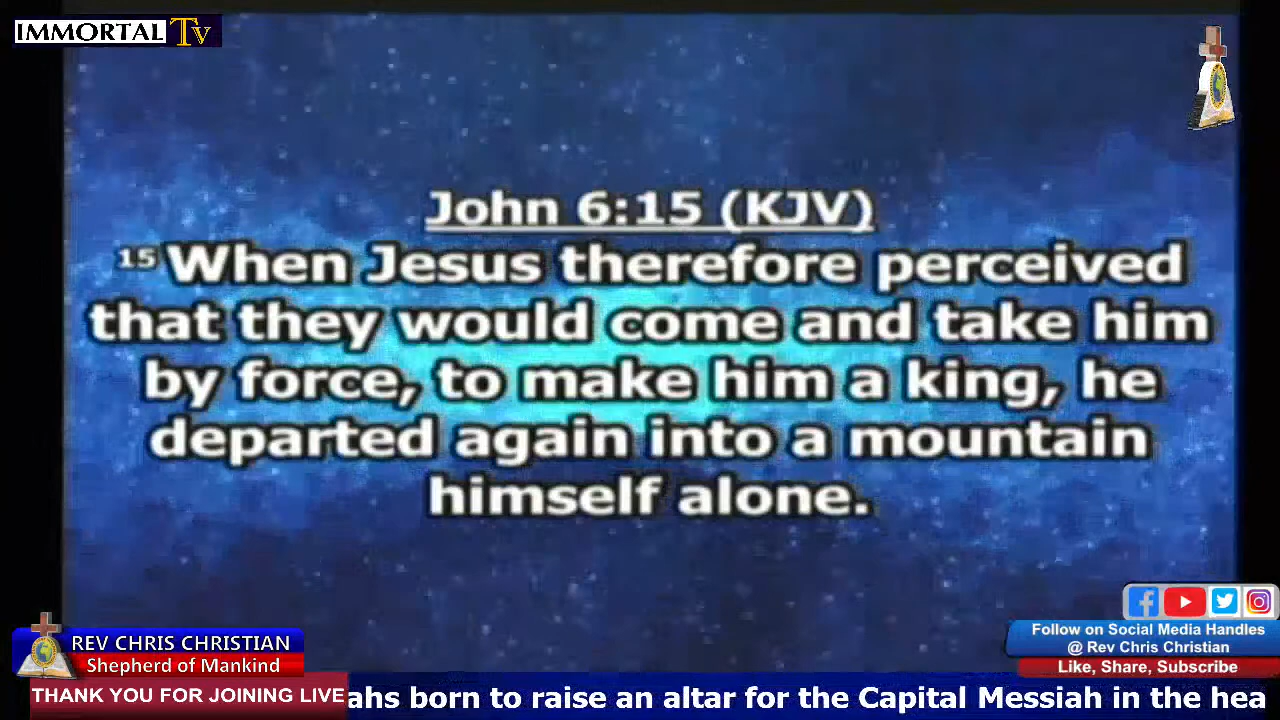 IMMORTAL Tv
John 6:15 (KJV)
15 When Jesus therefore perceived
that they would come and take him
by force, to make him a king, he
departed again into a mountain
himself alone.
REV CHRIS CHRISTIAN
Shepherd of Mankind
Follow on Social Media Handles
@ Rev Chris Christian
Like, Share, Subscribe
THANK YOU FOR JOINING LIVE
ahs born to raise an altar for the Capital Messiah in the hea